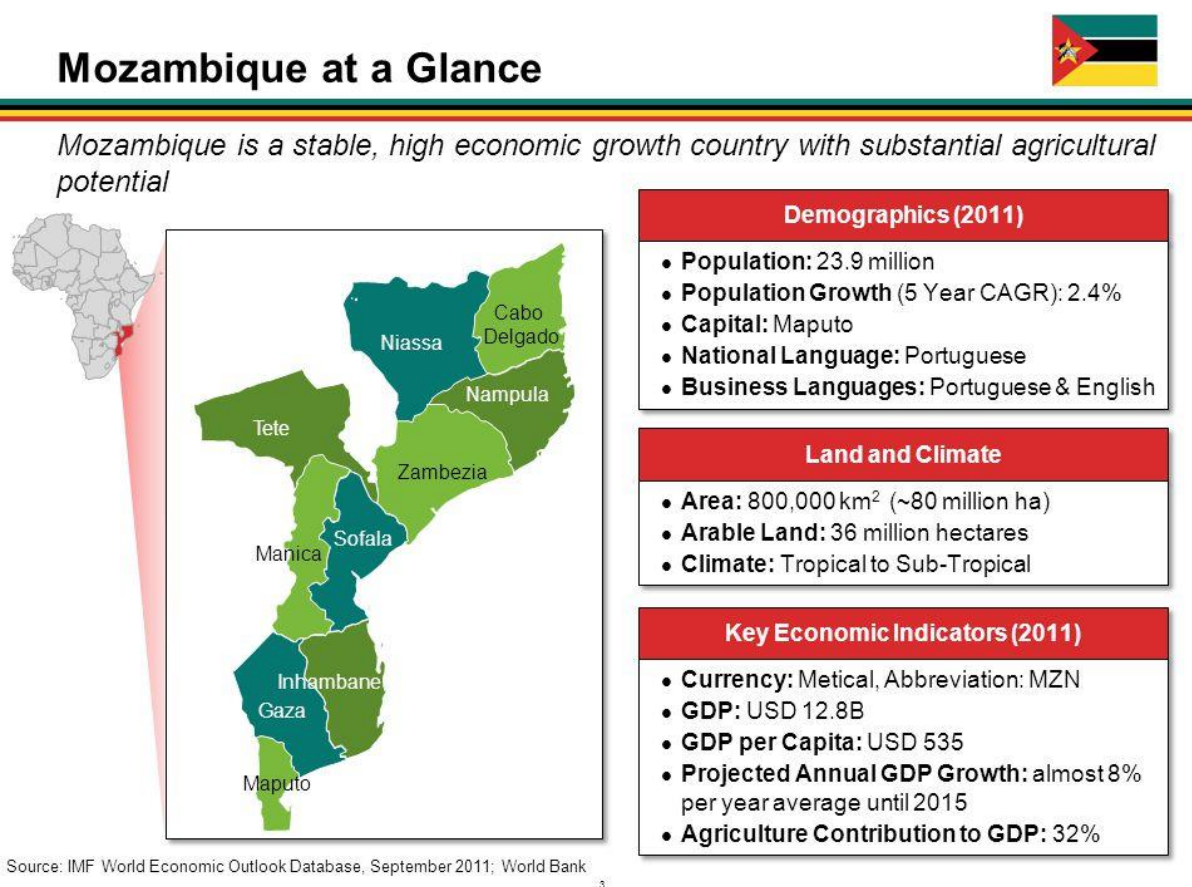 Mozambique at a Glance
Mozambique is a stable, high economic growth country with substantial agricultural
potential
Cabo
Delgado
Niassa
Nampula
Tete
Zambezia
Sofala
Manica
Inhambane
Gaza
Maputo
Demographics (2011)
● Population: 23.9 million
● Population Growth (5 Year CAGR): 2.4%
● Capital: Maputo
● National Language: Portuguese
● Business Languages: Portuguese & English
Land and Climate
● Area: 800,000 km² (~80 million ha)
● Arable Land: 36 million hectares
● Climate: Tropical to Sub-Tropical
Key Economic Indicators (2011)
● Currency: Metical, Abbreviation: MZN
● GDP: USD 12.8B
● GDP per Capita: USD 535
● Projected Annual GDP Growth: almost 8%
per year average until 2015
● Agriculture Contribution to GDP: 32%
Source: IMF World Economic Outlook Database, September 2011; World Bank
3